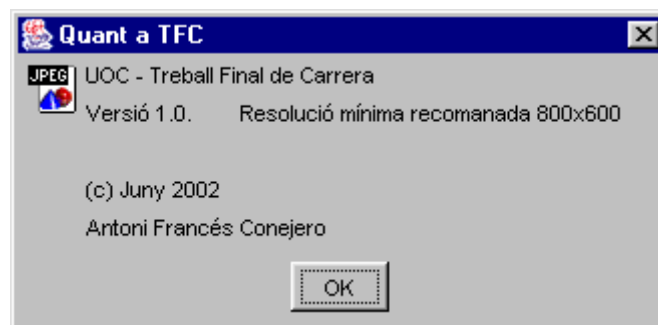 Quant a TFC
JPEG
UOC - Treball Final de Carrera
Versió 1.0. Resolució mínima recomanada 800x600
(c) Juny 2002
Antoni Francés Conejero
OK